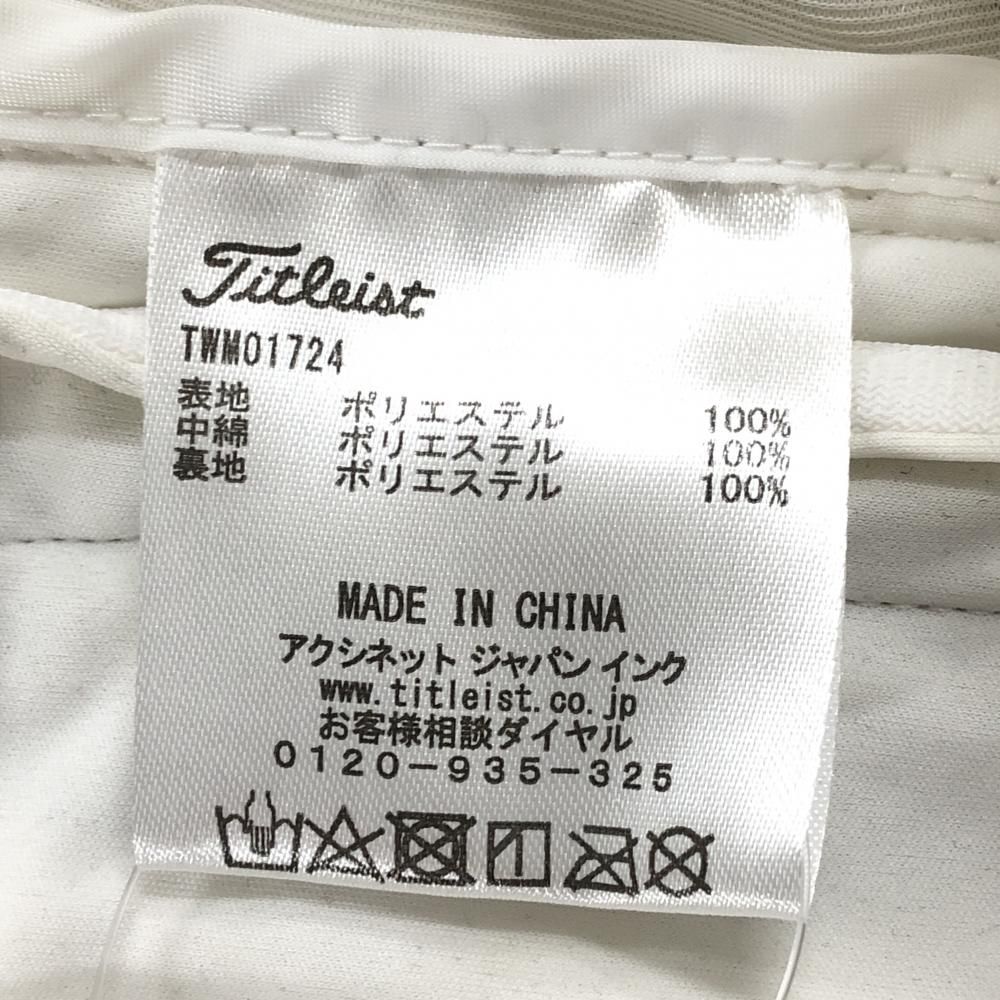 Titleist
TWM01724
表地 ポリエステル 100%
中綿 ポリエステル 100%
裏地 ポリエステル 100%
MADE IN CHINA
アクシネット ジャパン インク
www.titleist.co.jp
お客様相談ダイヤル
0120-935-325